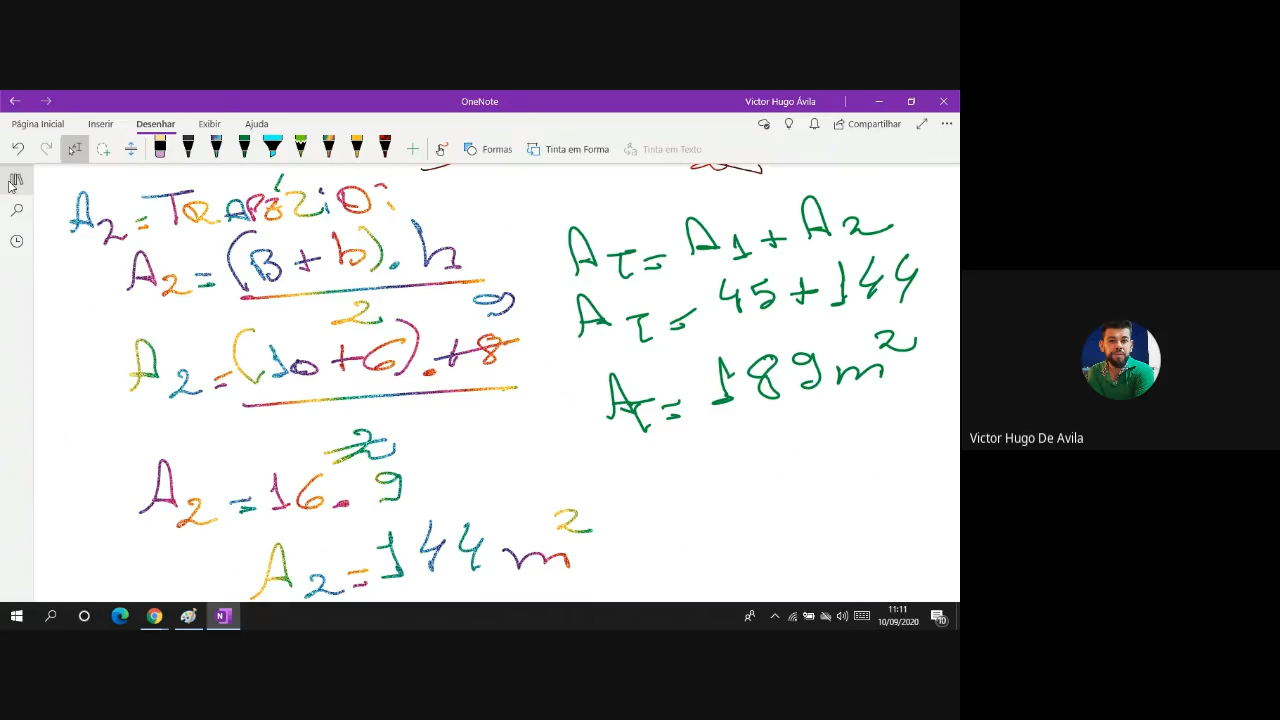 OneNote
Victor Hugo Ávila
Página Inicial Inserir Desenhar Exibir Ajuda
Compartilhar
Formas Tinta em Forma Tinta em Texto
A2 = TRAPÉZiO:
A2 = (B + b) . h
2
A2 = (10 + 6) . 18 9
2
A2 = 16 . 9
A2 = 144 m²
AT = A1 + A2
AT = 45 + 144
AT = 189 m²
Victor Hugo De Avila
11:11
10/09/2020
10